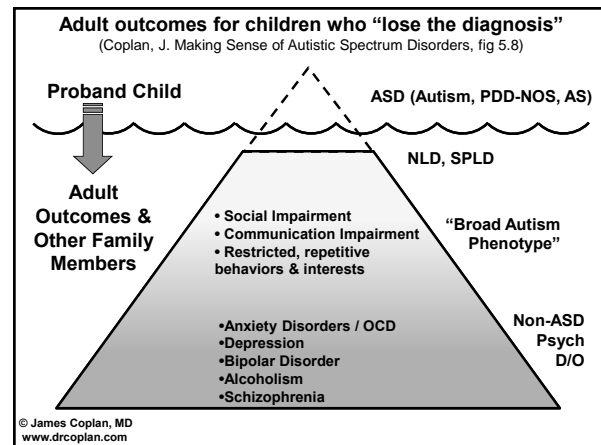 Adult outcomes for children who “lose the diagnosis”
(Coplan, J. Making Sense of Autistic Spectrum Disorders, fig 5.8)
Proband Child
ASD (Autism, PDD-NOS, AS)
NLD, SPLD
Adult
Outcomes &
Other Family
Members
• Social Impairment
• Communication Impairment
• Restricted, repetitive
behaviors & interests
“Broad Autism
Phenotype”
•Anxiety Disorders / OCD
•Depression
•Bipolar Disorder
•Alcoholism
•Schizophrenia
Non-ASD
Psych
D/O
© James Coplan, MD
www.drcoplan.com